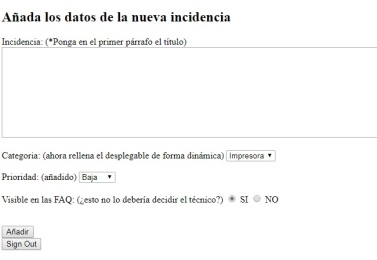 Añada los datos de la nueva incidencia
Incidencia: (*Ponga en el primer párrafo el título)
Categoria: (ahora rellena el desplegable de forma dinámica) Impresora
Prioridad: (añadido) Baja
Visible en las FAQ: (¿esto no lo debería decidir el técnico?) SI NO
Añadir
Sign Out